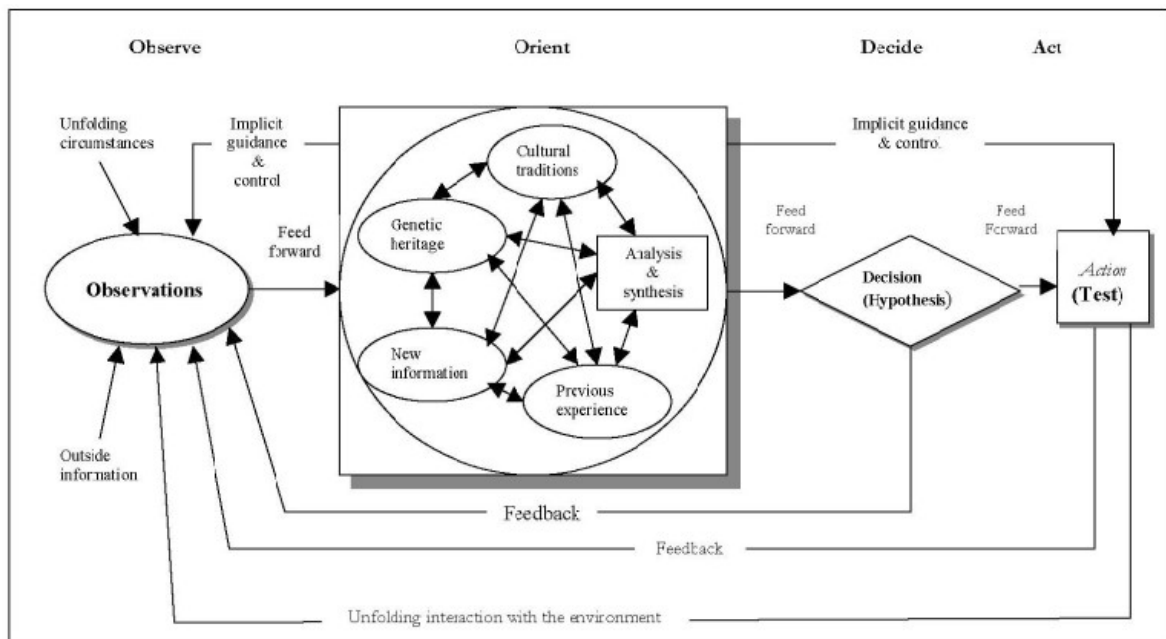 Observe
Orient
Decide
Act
Unfolding
circumstances
Implicit
guidance
&
control
Cultural
traditions
Implicit guidance
& control
Genetic
heritage
Feed
forward
Analysis
&
synthesis
Feed
forward
Feed
Forward
Observations
Decision
(Hypothesis)
Action
(Test)
New
information
Previous
experience
Outside
information
Feedback
Feedback
Unfolding interaction with the environment